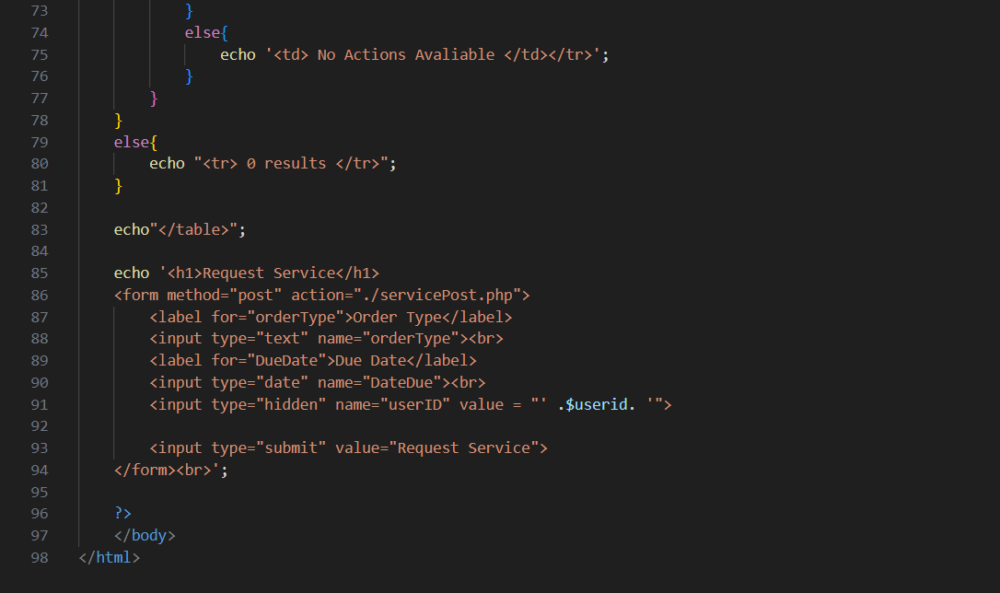 73 }
74 else{
75 echo '<td> No Actions Avaliable </td></tr>';
76 }
77 }
78 }
79 else{
80 echo "<tr> 0 results </tr>";
81 }
82
83 echo"</table>";
84
85 echo '<h1>Request Service</h1>
86 <form method="post" action="./servicePost.php">
87 <label for="orderType">Order Type</label>
88 <input type="text" name="orderType"><br>
89 <label for="DueDate">Due Date</label>
90 <input type="date" name="DateDue"><br>
91 <input type="hidden" name="userID" value = "' .$userid. '">
92
93 <input type="submit" value="Request Service">
94 </form><br>';
95
96 ?>
97 </body>
98 </html>